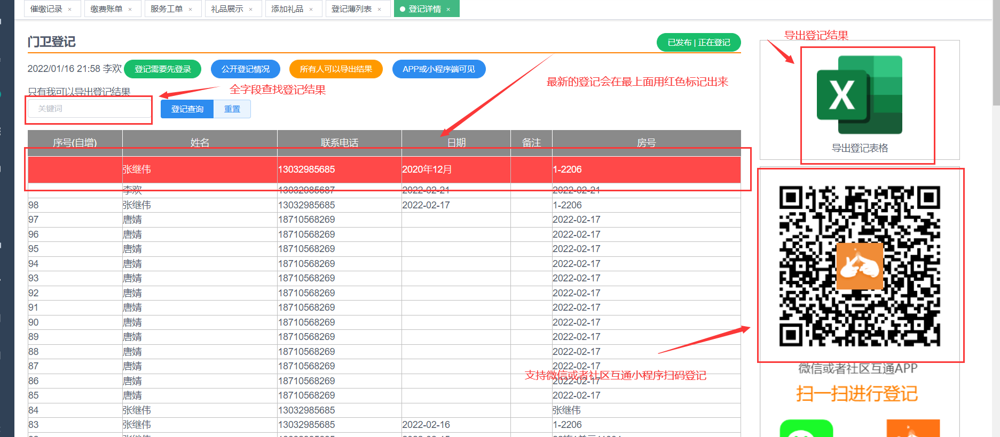 催缴记录 × 缴费账单 × 服务工单 × 礼品展示 × 添加礼品 × 登记薄列表 × 登记详情 ×
门卫登记
已发布 | 正在登记
2022/01/16 21:58 李欢 登记需要先登录 公开登记情况 所有人可以导出结果 APP或小程序端可见
只有我可以导出登记结果
全字段查找登记结果
最新的登记会在最上面用红色标记出来
关键词 登记查询 重置
序号(自增) 姓名 联系电话 日期 备注 房号
张继伟 13032985685 2020年12月 1-2206
李欢 13032985687 2022-02-21 2022-02-21
98 张继伟 13032985685 2022-02-17 1-2206
97 唐婧 18710568269 2022-02-17
96 唐婧 18710568269 2022-02-17
95 唐婧 18710568269 2022-02-17
94 唐婧 18710568269 2022-02-17
93 唐婧 18710568269 2022-02-17
92 唐婧 18710568269 2022-02-17
91 唐婧 18710568269 2022-02-17
90 唐婧 18710568269 2022-02-17
89 唐婧 18710568269 2022-02-17
88 唐婧 18710568269 2022-02-17
87 唐婧 18710568269 2022-02-17
支持微信或者社区互通小程序扫码登记
86 唐婧 18710568269 2022-02-17
85 唐婧 18710568269 2022-02-17
84 张继伟 13032985685 张继伟
83 张继伟 13032985685 2022-02-16 1-2206
导出登记结果
X
导出登记表格
微信或者社区互通APP
扫一扫进行登记